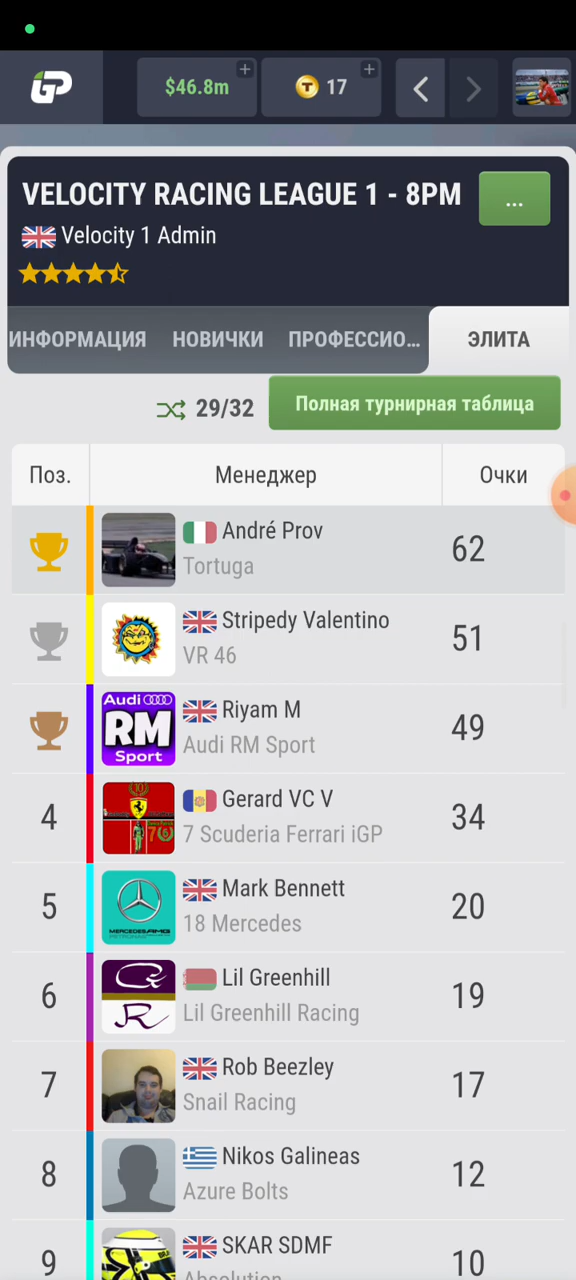 $46.8m
17
VELOCITY RACING LEAGUE 1 - 8PM
...
Velocity 1 Admin
ИНФОРМАЦИЯ НОВИЧКИ ПРОФЕССИО... ЭЛИТА
29/32 Полная турнирная таблица
Поз. Менеджер Очки
André Prov
Tortuga
62
Stripedy Valentino
VR 46
51
Audi
RM
Sport
Riyam M
Audi RM Sport
49
4
Gerard VC V
7 Scuderia Ferrari iGP
34
5
Mark Bennett
18 Mercedes
20
6
Lil Greenhill
Lil Greenhill Racing
19
7
Rob Beezley
Snail Racing
17
8
Nikos Galineas
Azure Bolts
12
9
SKAR SDMF
Absolution
10